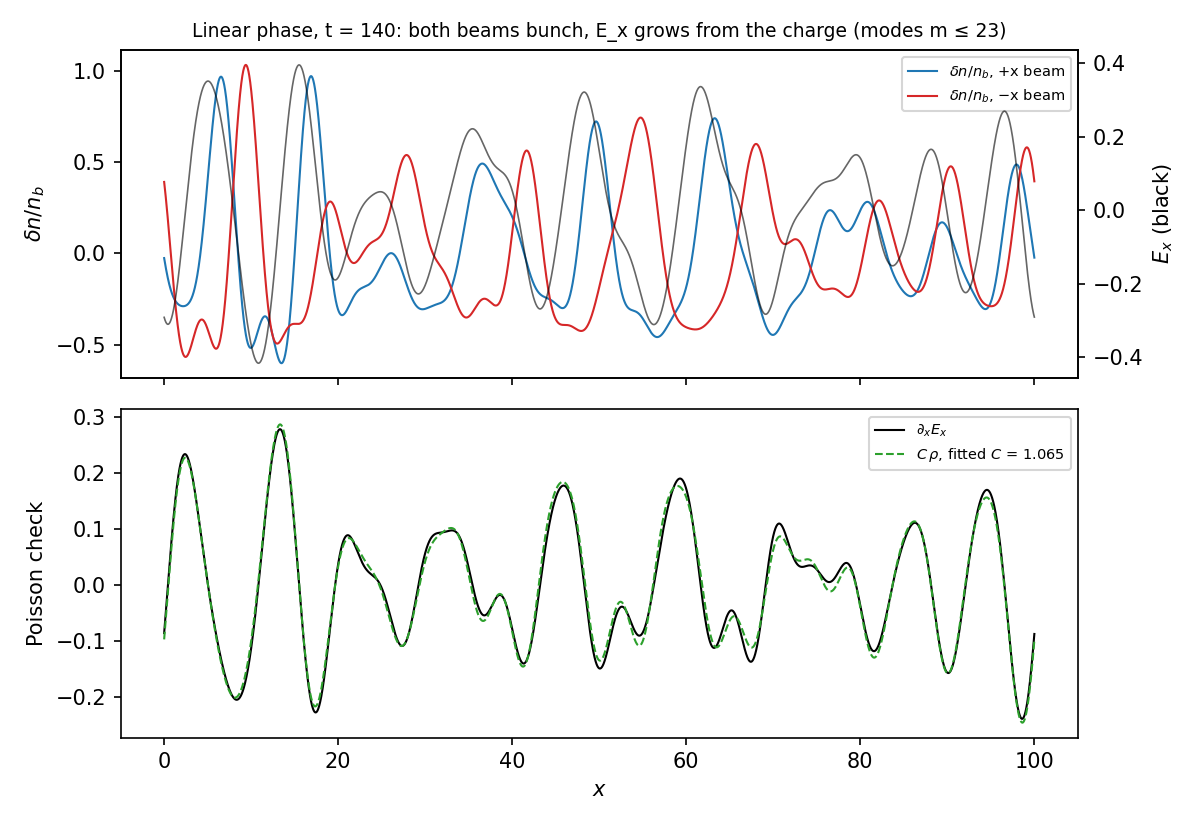 Linear phase, t = 140: both beams bunch, E_x grows from the charge (modes m ≤ 23)
δn/n_b, +x beam
δn/n_b, −x beam
1.0
0.5
0.0
−0.5
δn/n_b
0.4
0.2
0.0
−0.2
−0.4
E_x (black)
∂_xE_x
C ρ, fitted C = 1.065
0.3
0.2
0.1
0.0
−0.1
−0.2
Poisson check
0 20 40 60 80 100
x